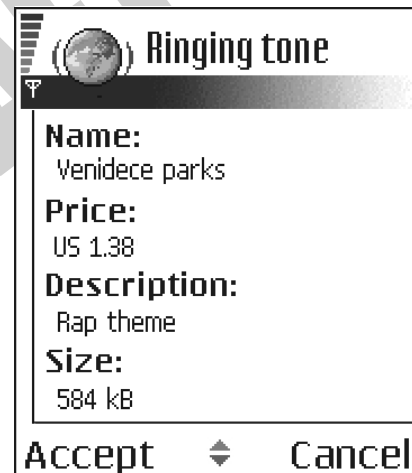 Ringing tone
Name:
Venidece parks
Price:
US 1.38
Description:
Rap theme
Size:
584 kB
Accept Cancel